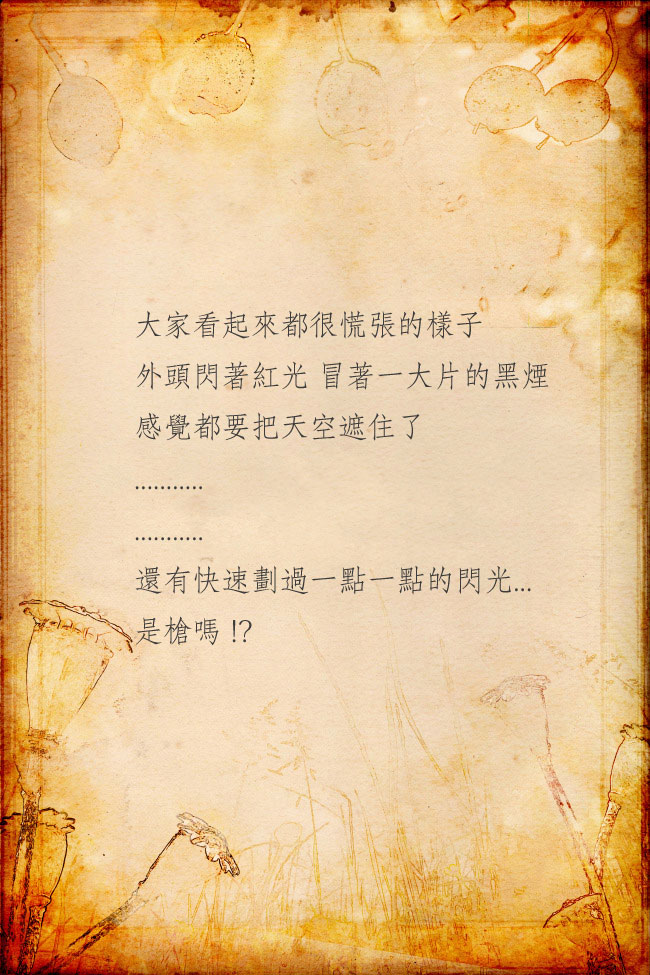 大家看起來都很慌張的樣子
外頭閃著紅光 冒著一大片的黑煙
感覺都要把天空遮住了
...........
...........
還有快速劃過一點一點的閃光...
是槍嗎 !?